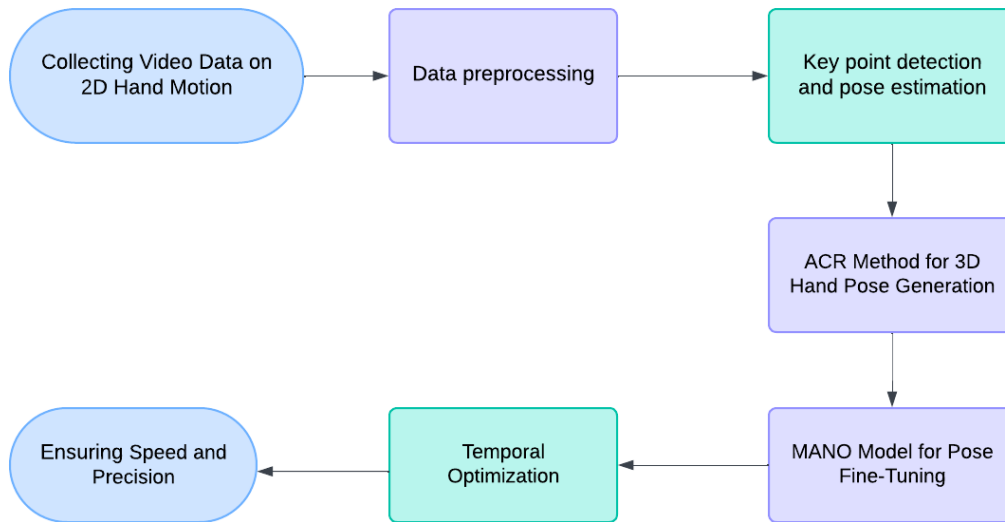 Collecting Video Data on
2D Hand Motion
Data preprocessing
Key point detection
and pose estimation
ACR Method for 3D
Hand Pose Generation
MANO Model for Pose
Fine-Tuning
Temporal
Optimization
Ensuring Speed and
Precision